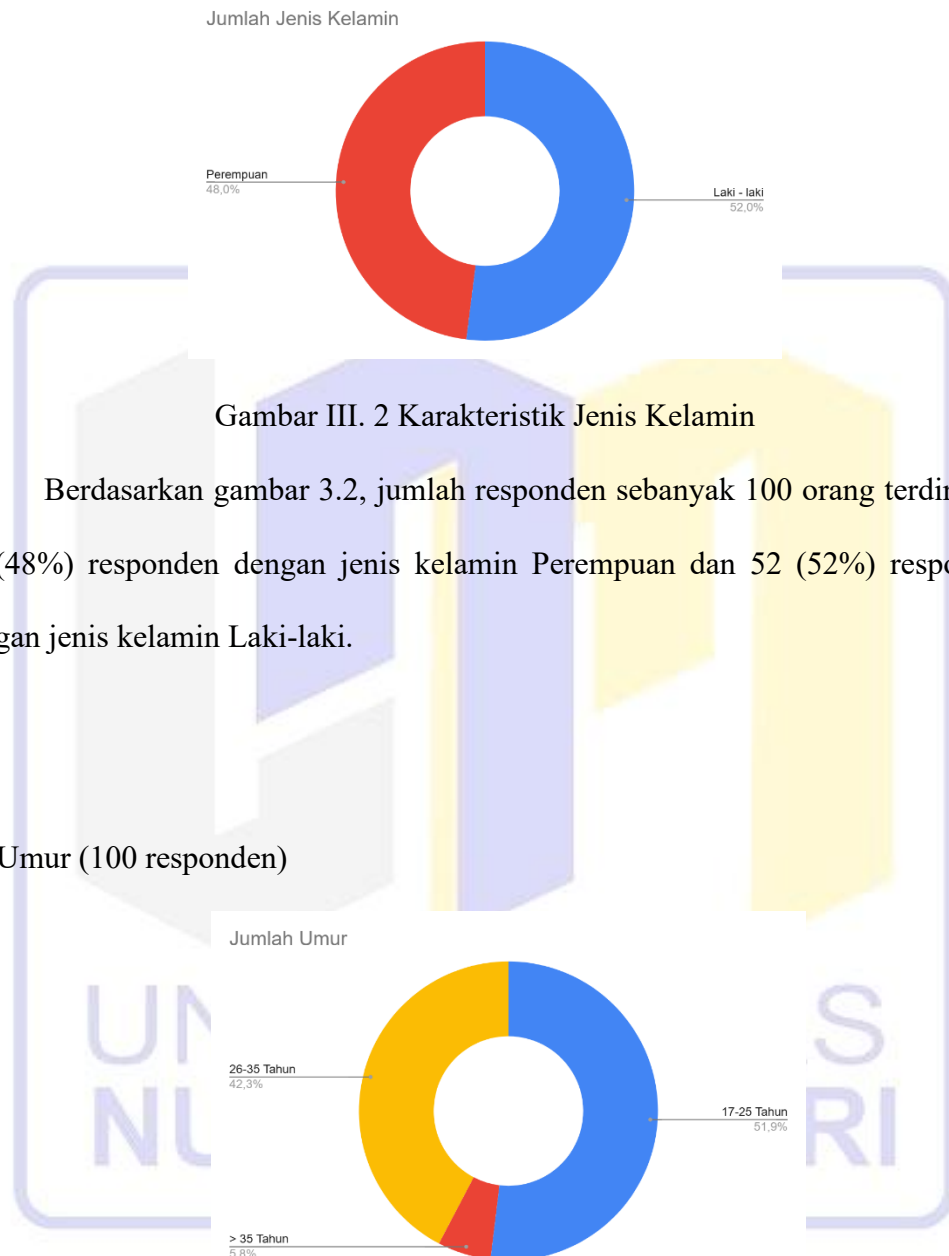 Jumlah Jenis Kelamin
Perempuan
48,0%
Laki - laki
52,0%
Gambar III. 2 Karakteristik Jenis Kelamin
Berdasarkan gambar 3.2, jumlah responden sebanyak 100 orang
(48%) responden dengan jenis kelamin Perempuan dan 52 (52%)
jenis kelamin Laki-laki.
Umur (100 responden)
Jumlah Umur
26-35 Tahun
42,3%
17-25 Tahun
51,9%
> 35 Tahun
5,8%